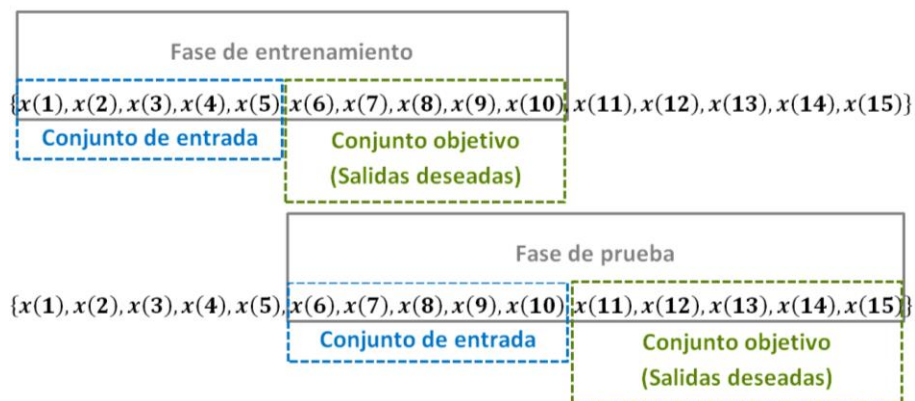 Fase de entrenamiento
{x(1), x(2), x(3), x(4), x(5), x(6), x(7), x(8), x(9), x(10), x(11), x(12), x(13), x(14), x(15)}
Conjunto de entrada
Conjunto objetivo
(Salidas deseadas)
Fase de prueba
{x(1), x(2), x(3), x(4), x(5), x(6), x(7), x(8), x(9), x(10), x(11), x(12), x(13), x(14), x(15)}
Conjunto de entrada
Conjunto objetivo
(Salidas deseadas)